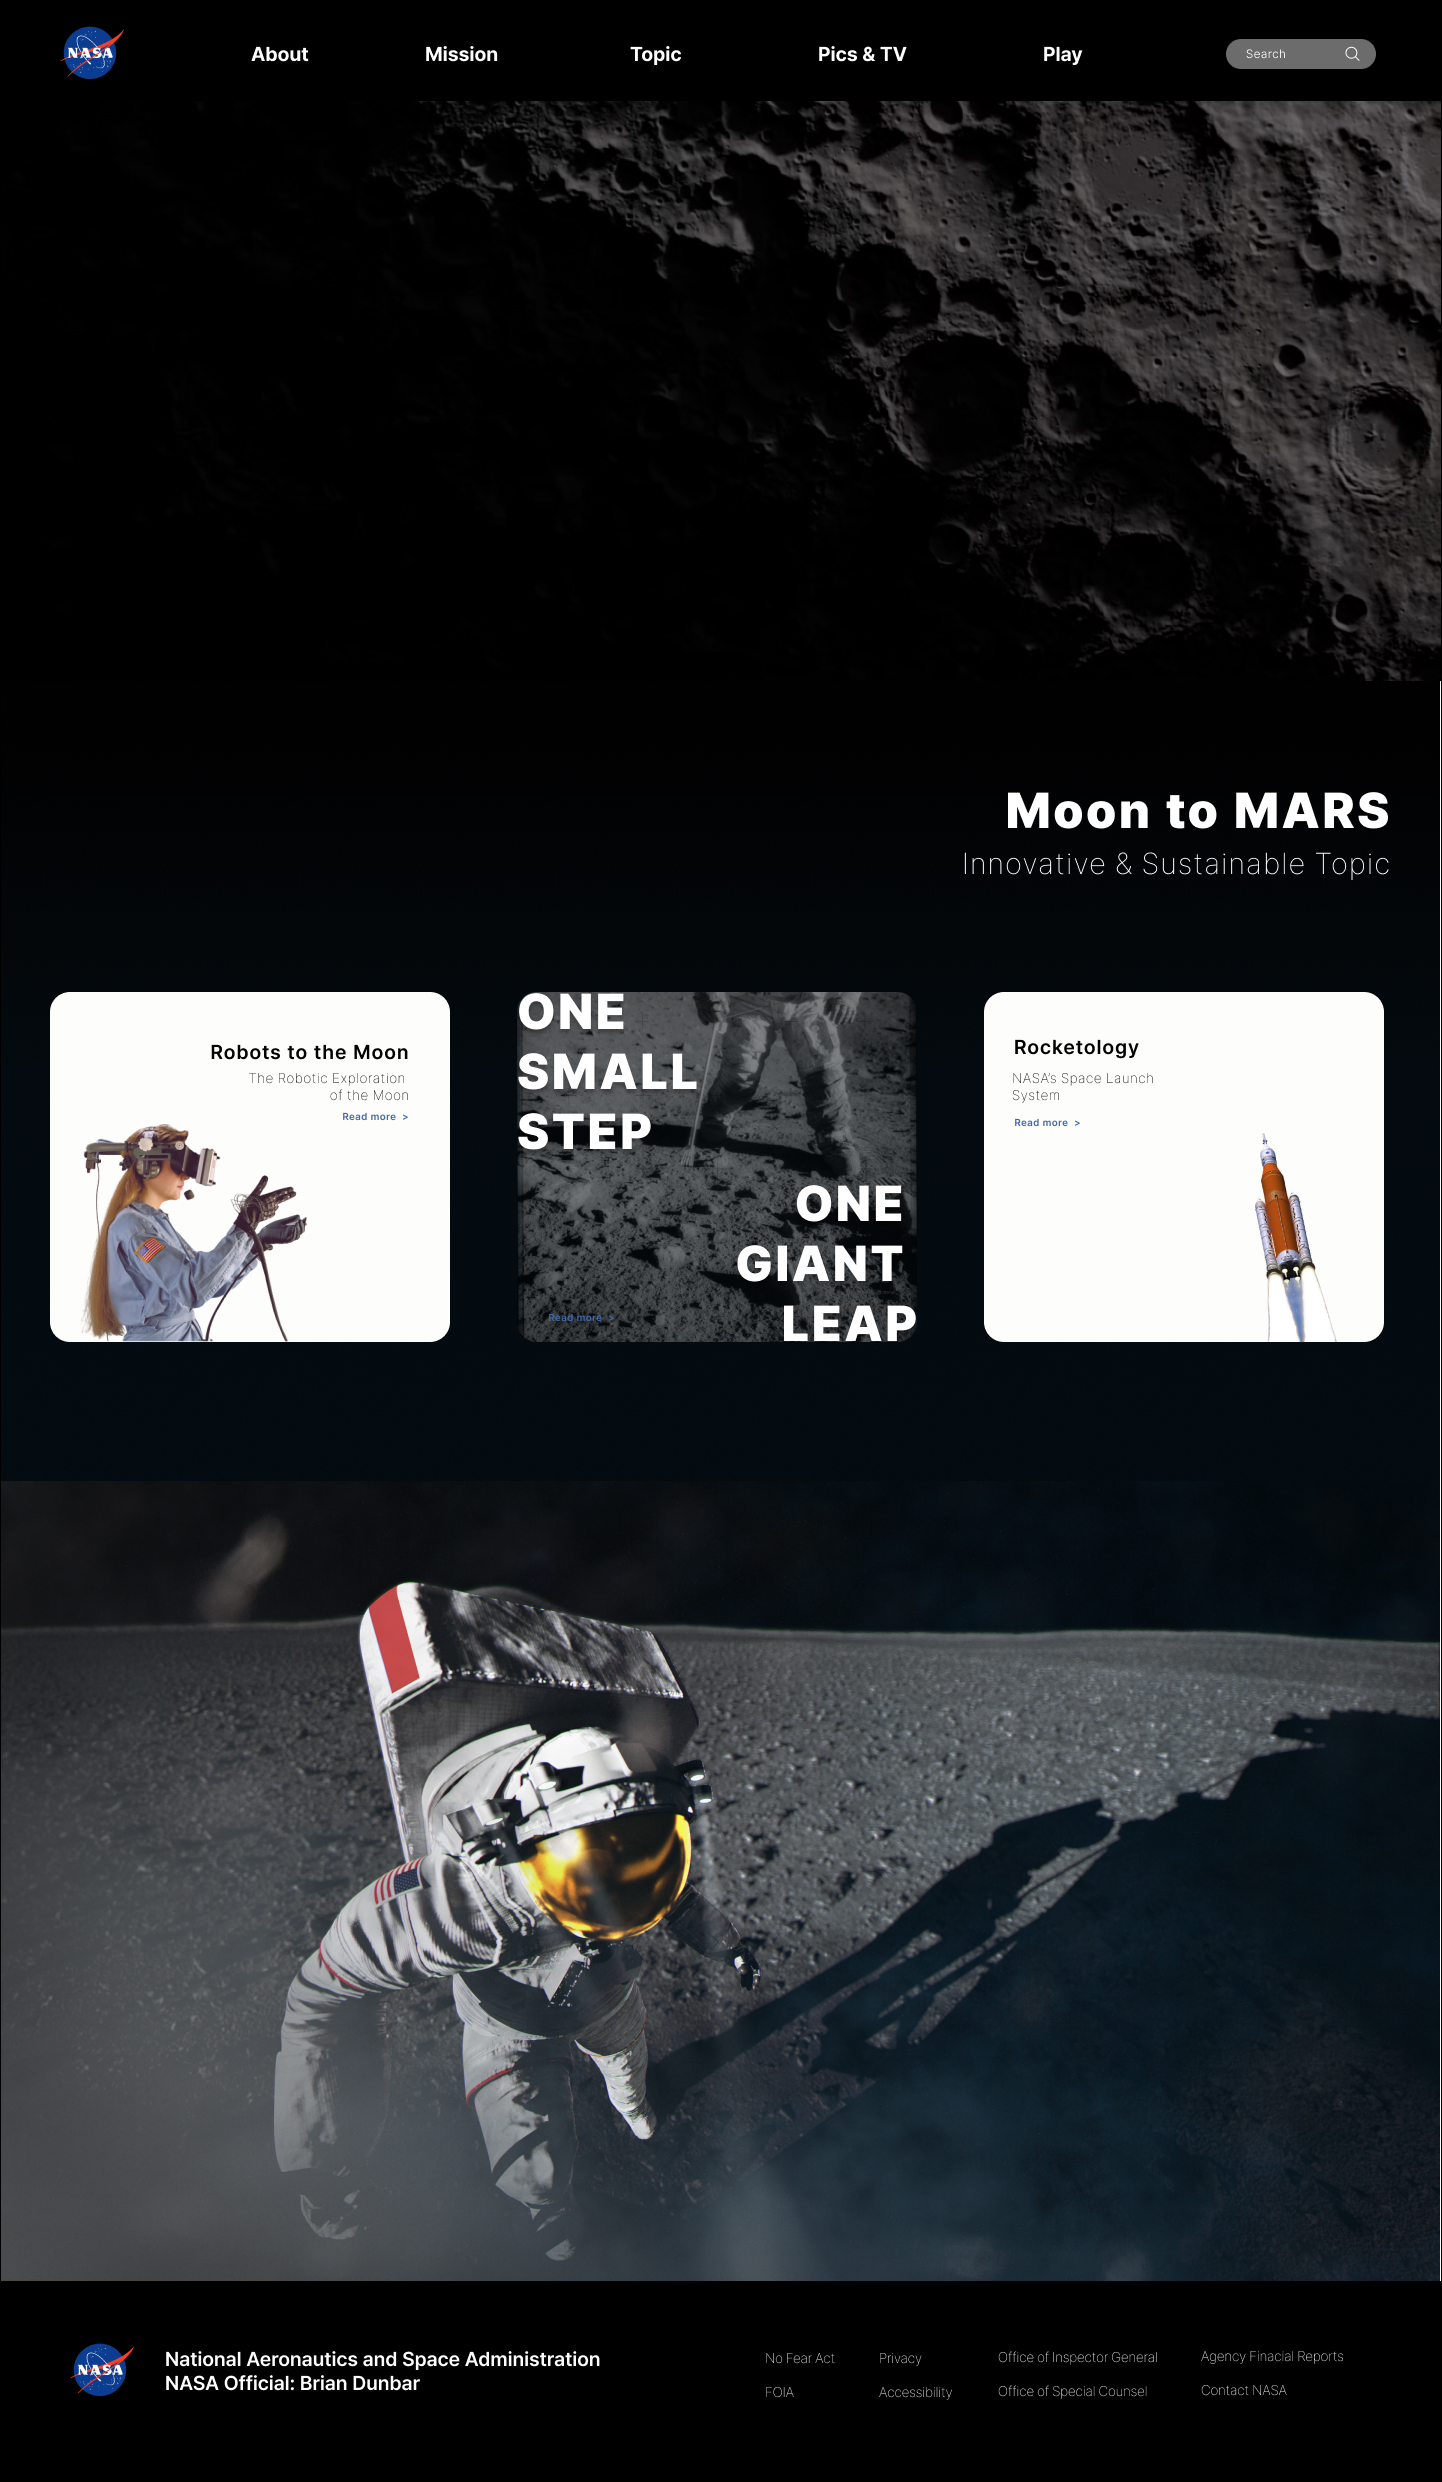 NASA
About
Mission
Topic
Pics & TV
Play
Search
Moon to MARS
Innovative & Sustainable Topic
Robots to the Moon
The Robotic Exploration
of the Moon
Read more >
ONE
SMALL
STEP
ONE
GIANT
LEAP
Read more >
Rocketology
NASA's Space Launch
System
Read more >
NASA
National Aeronautics and Space Administration
NASA Official: Brian Dunbar
No Fear Act
Privacy
Office of Inspector General
Agency Finacial Reports
FOIA
Accessibility
Office of Special Counsel
Contact NASA